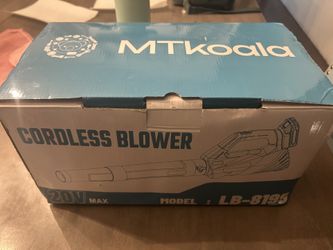 MTKoala
CORDLESS BLOWER
20V MAX
MODEL : LB-8195